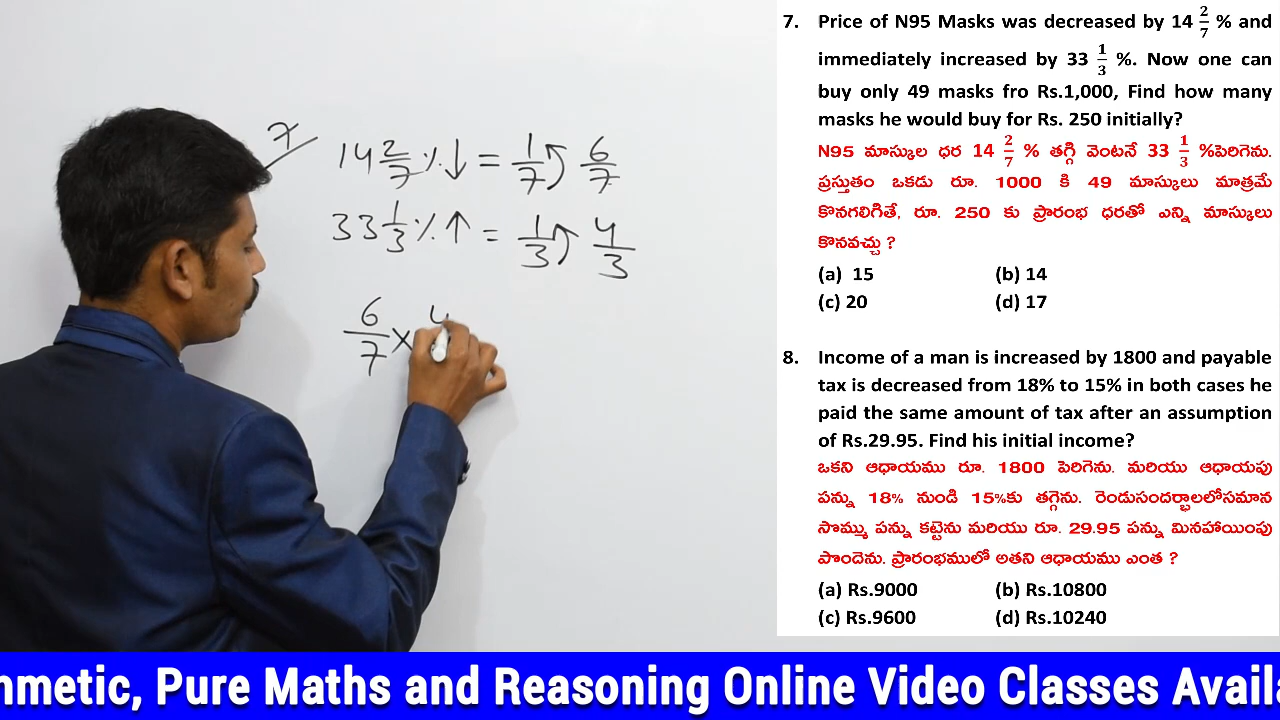 7
14 2/7 % ↓ = 1/7 6/7
33 1/3 % ↑ = 1/3 4/3
6/7 × 4
7. Price of N95 Masks was decreased by 14 2/7 % and
immediately increased by 33 1/3 %. Now one can
buy only 49 masks fro Rs.1,000, Find how many
masks he would buy for Rs. 250 initially?
N95 మాస్కుల ధర 14 2/7 % తగ్గి వెంటనే 33 1/3 %పెరిగెను.
ప్రస్తుతం ఒకడు రూ. 1000 కి 49 మాస్కులు మాత్రమే
కొనగలిగితే, రూ. 250 కు ప్రారంభ ధరతో ఎన్ని మాస్కులు
కొనవచ్చు ?
(a) 15 (b) 14
(c) 20 (d) 17
8. Income of a man is increased by 1800 and payable
tax is decreased from 18% to 15% in both cases he
paid the same amount of tax after an assumption
of Rs.29.95. Find his initial income?
ఒకని ఆధాయము రూ. 1800 పెరిగెను. మరియు ఆధాయపు
పన్ను 18% నుండి 15%కు తగ్గెను. రెండుసందర్భాలలోసమాన
సొమ్ము పన్ను కట్టెను మరియు రూ. 29.95 పన్ను మినహాయింపు
పొందెను. ప్రారంభములో అతని ఆధాయము ఎంత ?
(a) Rs.9000 (b) Rs.10800
(c) Rs.9600 (d) Rs.10240
hmetic, Pure Maths and Reasoning Online Video Classes Avail